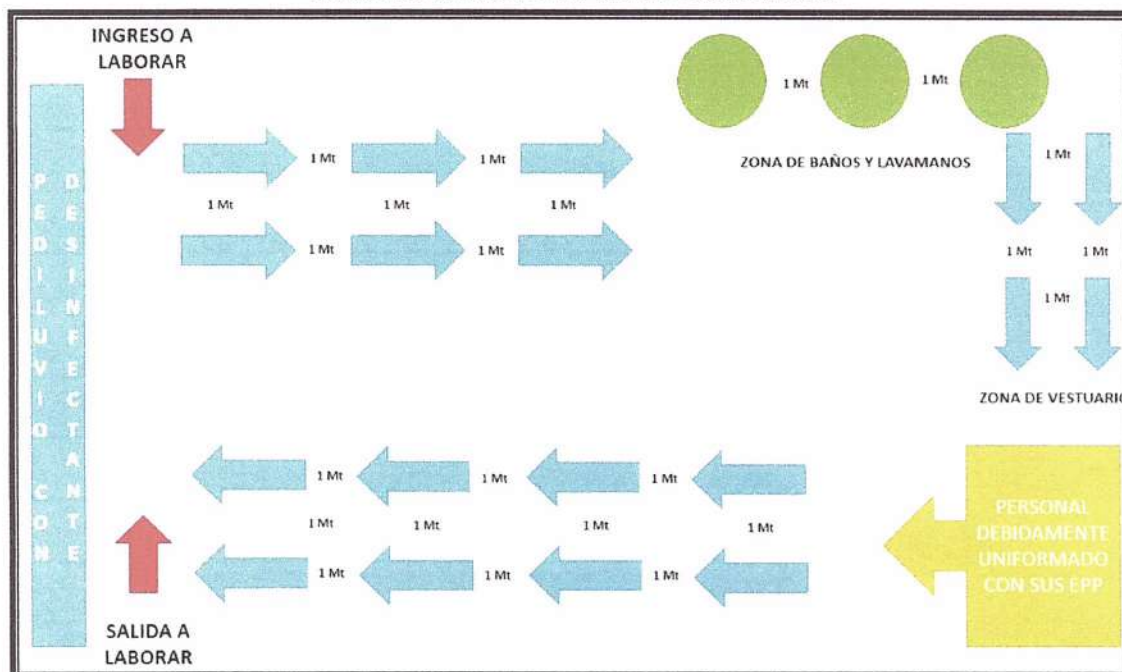 INGRESO A
LABORAR
PEDILUVIO CON
DESINFECTANTE
1 Mt
1 Mt
1 Mt
1 Mt
1 Mt
1 Mt
1 Mt
1 Mt
1 Mt
ZONA DE BAÑOS Y LAVAMANOS
1 Mt
1 Mt
1 Mt
1 Mt
1 Mt
ZONA DE VESTUARIO
1 Mt
1 Mt
1 Mt
1 Mt
1 Mt
1 Mt
1 Mt
1 Mt
1 Mt
1 Mt
PERSONAL
DEBIDAMENTE
UNIFORMADO
CON SUS EPP
SALIDA A
LABORAR